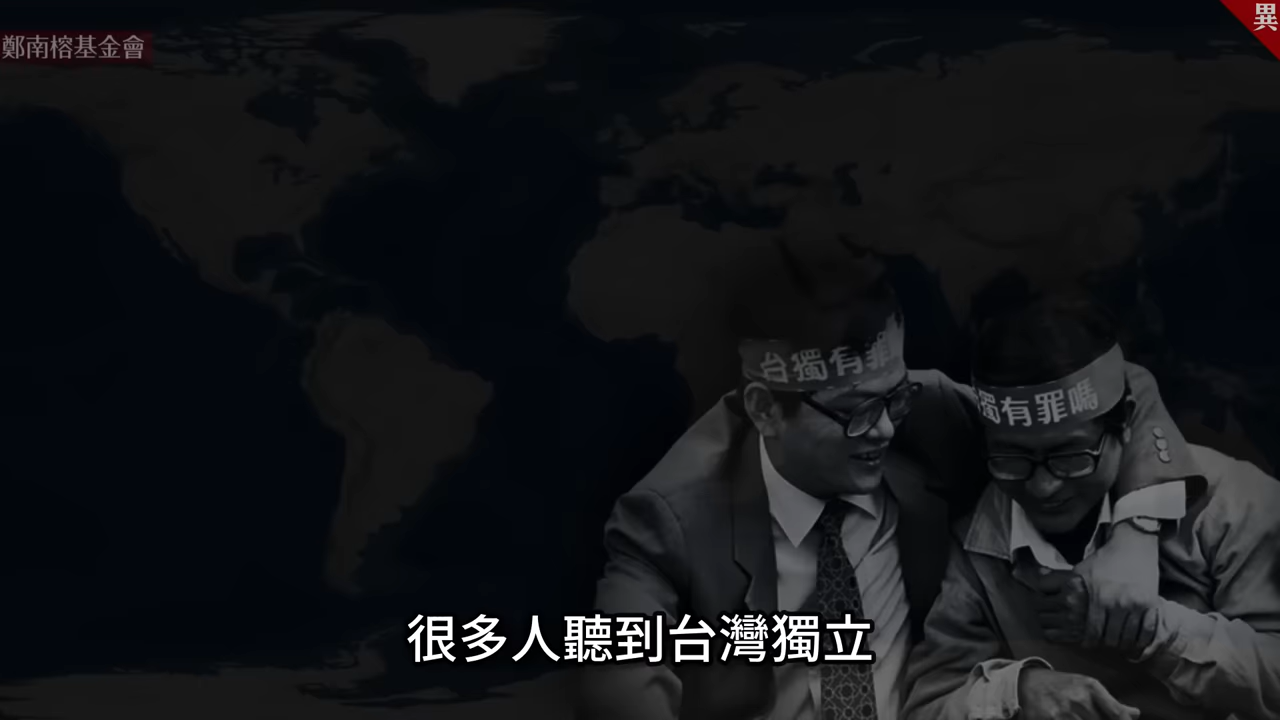 鄭南榕基金會
異
台獨有罪
獨有罪嗎
很多人聽到台灣獨立